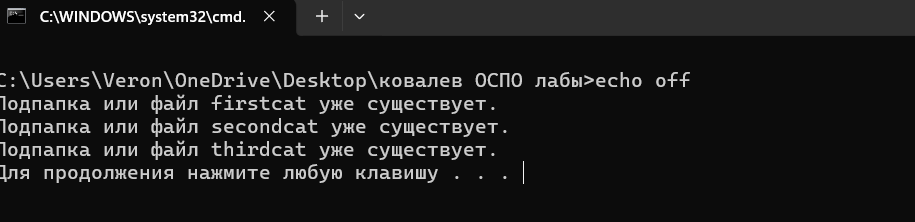 C:\WINDOWS\system32\cmd.
C:\Users\Veron\OneDrive\Desktop\ковалев ОСПО лабы>echo off
Подпапка или файл firstcat уже существует.
Подпапка или файл secondcat уже существует.
Подпапка или файл thirdcat уже существует.
Для продолжения нажмите любую клавишу . . .